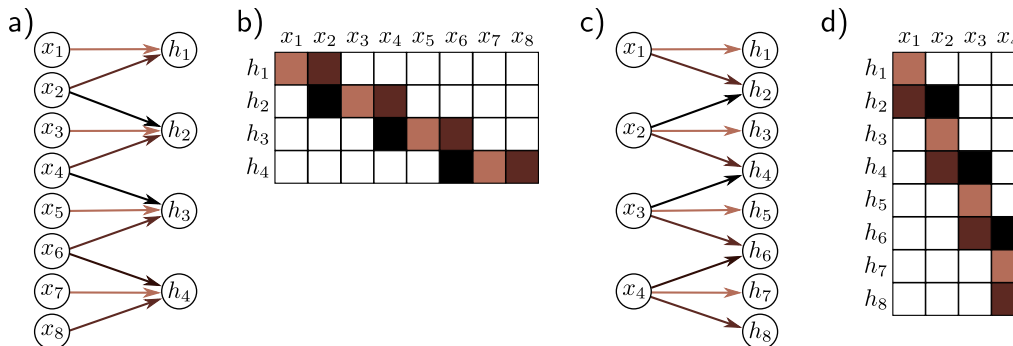 a)
x₁
x₂
x₃
x₄
x₅
x₆
x₇
x₈
h₁
h₂
h₃
h₄
b)
x₁ x₂ x₃ x₄ x₅ x₆ x₇ x₈
h₁
h₂
h₃
h₄
c)
x₁
x₂
x₃
x₄
h₁
h₂
h₃
h₄
h₅
h₆
h₇
h₈
d)
x₁ x₂ x₃
h₁
h₂
h₃
h₄
h₅
h₆
h₇
h₈